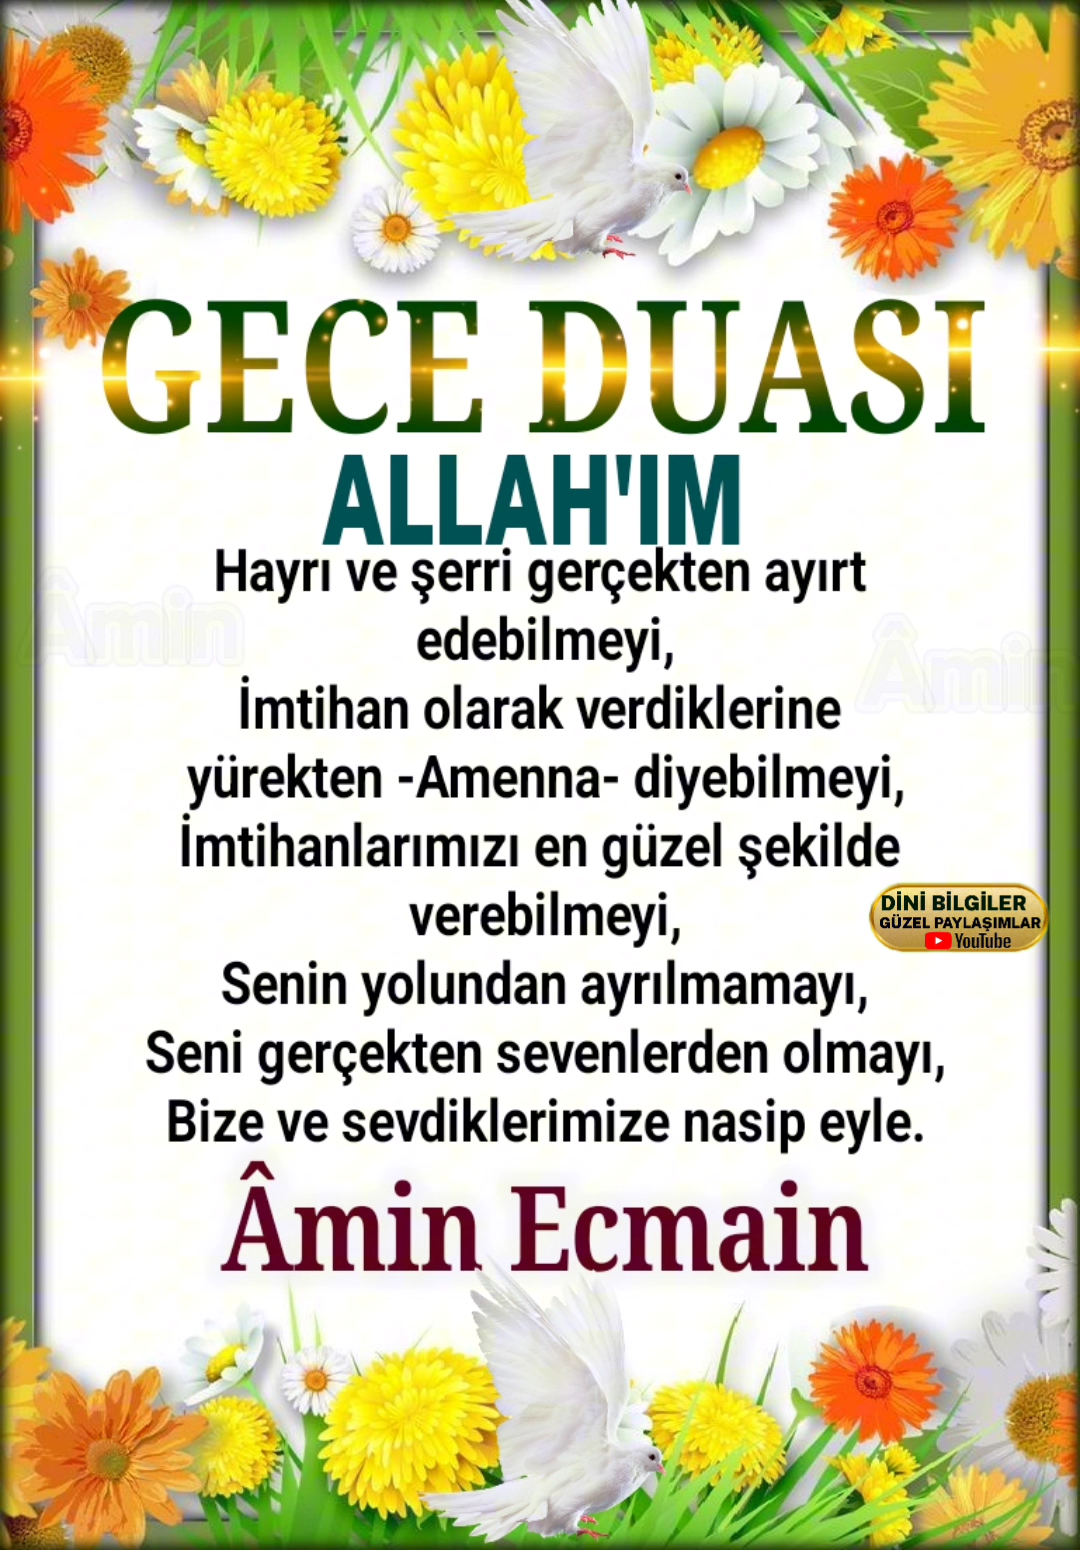 GECE DUASI
ALLAH'IM
Hayrı ve şerri gerçekten ayırt
edebilmeyi,
İmtihan olarak verdiklerine
yürekten -Amenna- diyebilmeyi,
İmtihanlarımızı en güzel şekilde
verebilmeyi,
Senin yolundan ayrılmamayı,
Seni gerçekten sevenlerden olmayı,
Bize ve sevdiklerimize nasip eyle.
Âmin Ecmain
Âmin
Âmin
DİNİ BİLGİLER
GÜZEL PAYLAŞIMLAR
YouTube